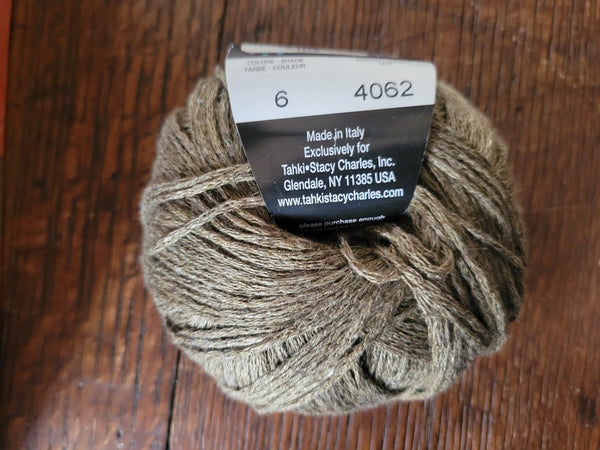 COLORE - SHADE
FARBE - COULEUR
6 4062
Made in Italy
Exclusively for
Tahki•Stacy Charles, Inc.
Glendale, NY 11385 USA
www.tahkistacycharles.com
please purchase enough